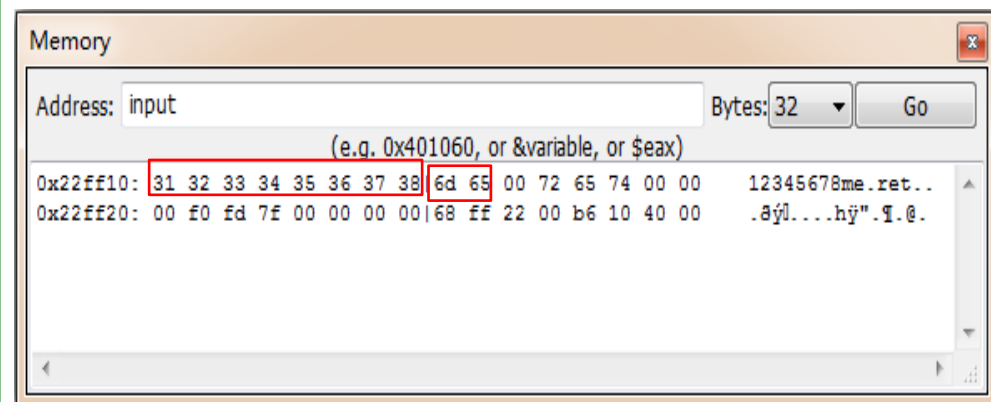 Memory
x
Address: input Bytes: 32 Go
(e.g. 0x401060, or &variable, or $eax)
0x22ff10: 31 32 33 34 35 36 37 38|6d 65 00 72 65 74 00 00 12345678me.ret..
0x22ff20: 00 f0 fd 7f 00 00 00 00|68 ff 22 00 b6 10 40 00 .ðý....hÿ".¶.@.